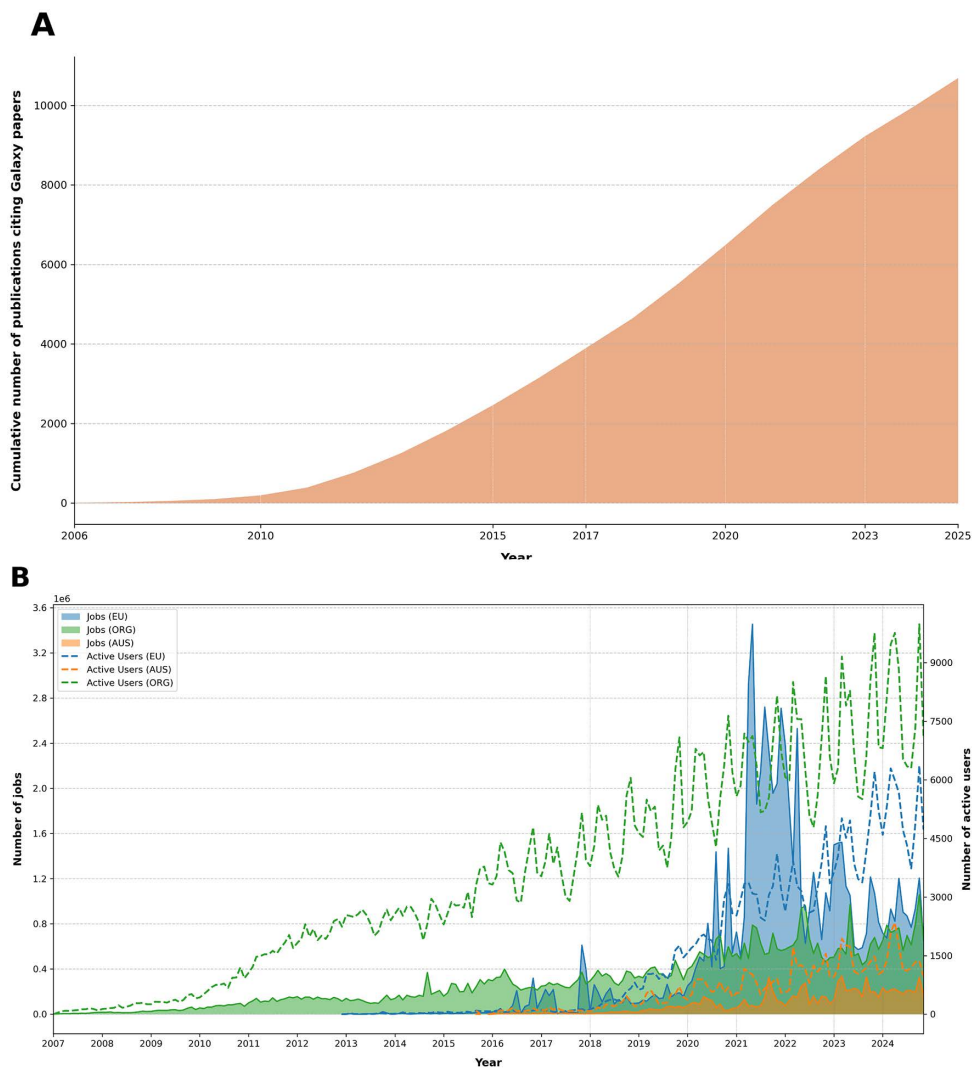 A
Cumulative number of publications citing Galaxy papers
10000
8000
6000
4000
2000
0
2006 2010 2015 2017 2020 2023 2025
Year
B
1e6
Jobs (EU)
Jobs (ORG)
Jobs (AUS)
Active Users (EU)
Active Users (AUS)
Active Users (ORG)
Number of jobs
3.6
3.2
2.8
2.4
2.0
1.6
1.2
0.8
0.4
0.0
9000
7500
6000
4500
3000
1500
0
Number of active users
2007 2008 2009 2010 2011 2012 2013 2014 2015 2016 2017 2018 2019 2020 2021 2022 2023 2024
Year